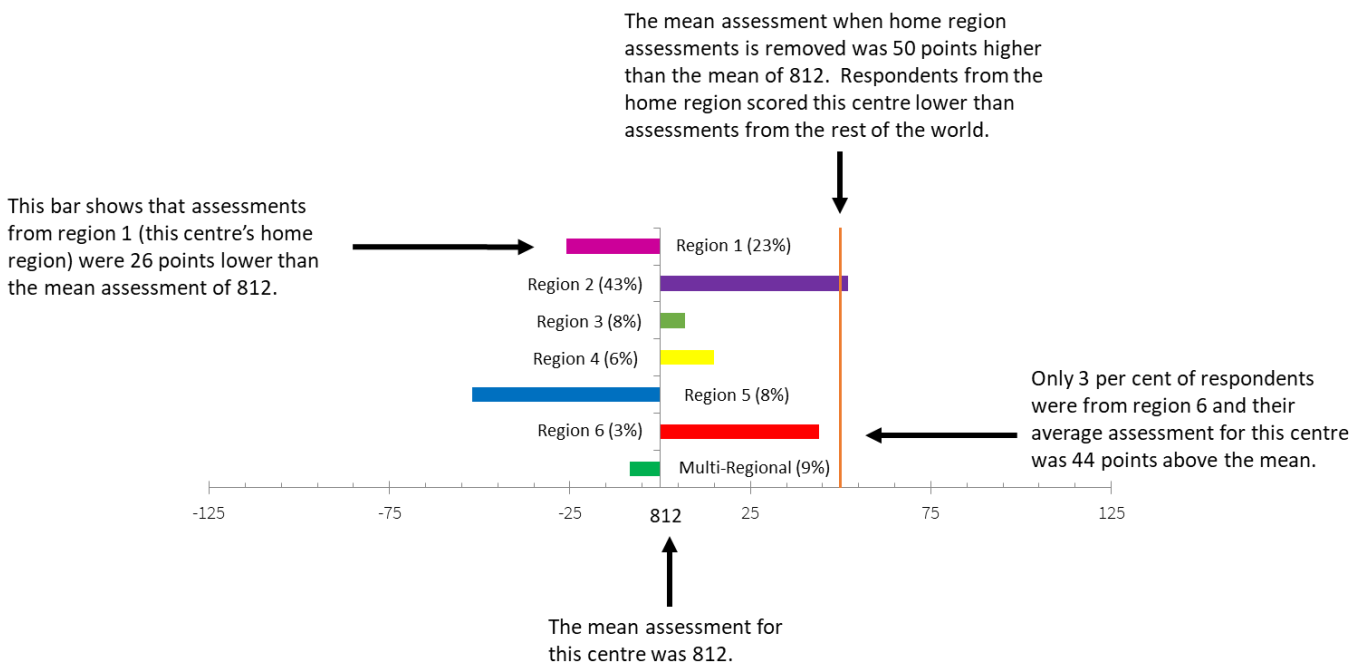 The mean assessment when home region
assessments is removed was 50 points higher
than the mean of 812.  Respondents from the
home region scored this centre lower than
assessments from the rest of the world.
This bar shows that assessments
from region 1 (this centre’s home
region) were 26 points lower than
the mean assessment of 812.
Region 1 (23%)
Region 2 (43%)
Region 3 (8%)
Region 4 (6%)
Region 5 (8%)
Region 6 (3%)
Multi-Regional (9%)
Only 3 per cent of respondents
were from region 6 and their
average assessment for this centre
was 44 points above the mean.
-125 -75 -25 812 25 75 125
The mean assessment for
this centre was 812.